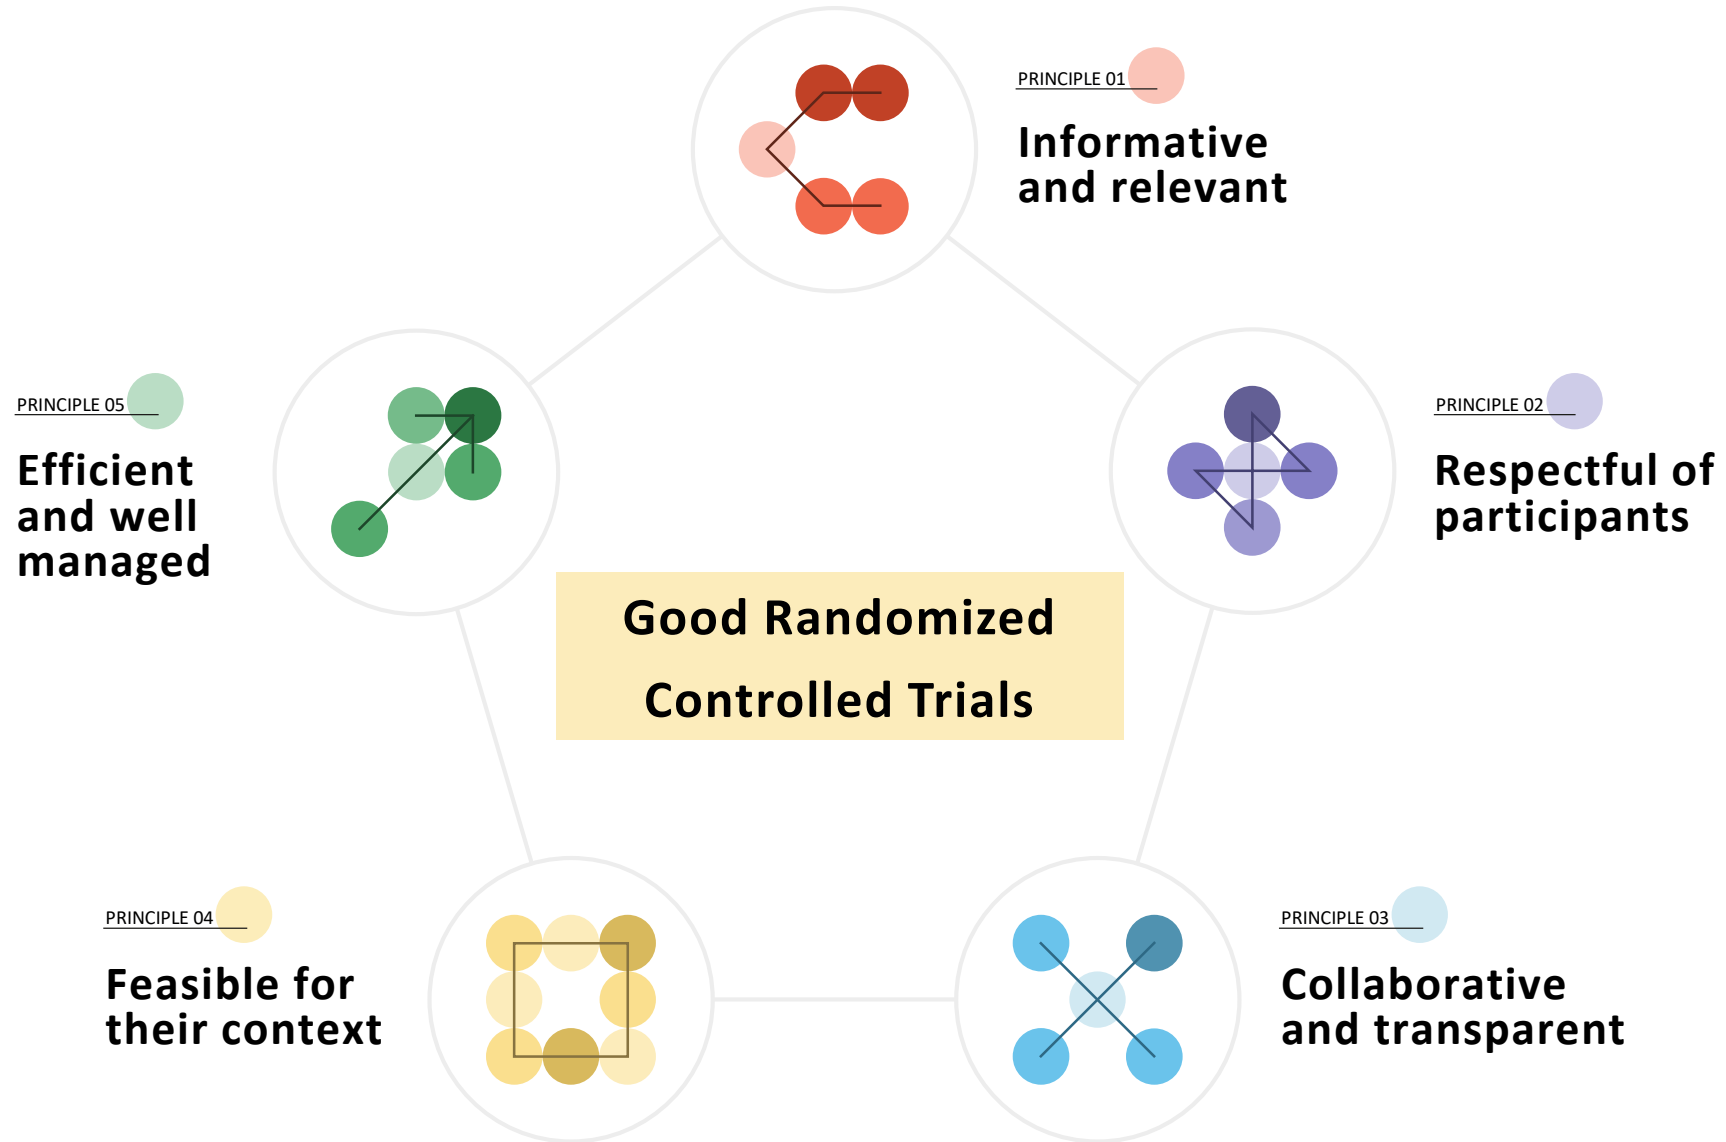 PRINCIPLE 01
Informative
and relevant
PRINCIPLE 05
Efficient
and well
managed
PRINCIPLE 02
Respectful of
participants
Good Randomized
Controlled Trials
PRINCIPLE 04
Feasible for
their context
PRINCIPLE 03
Collaborative
and transparent